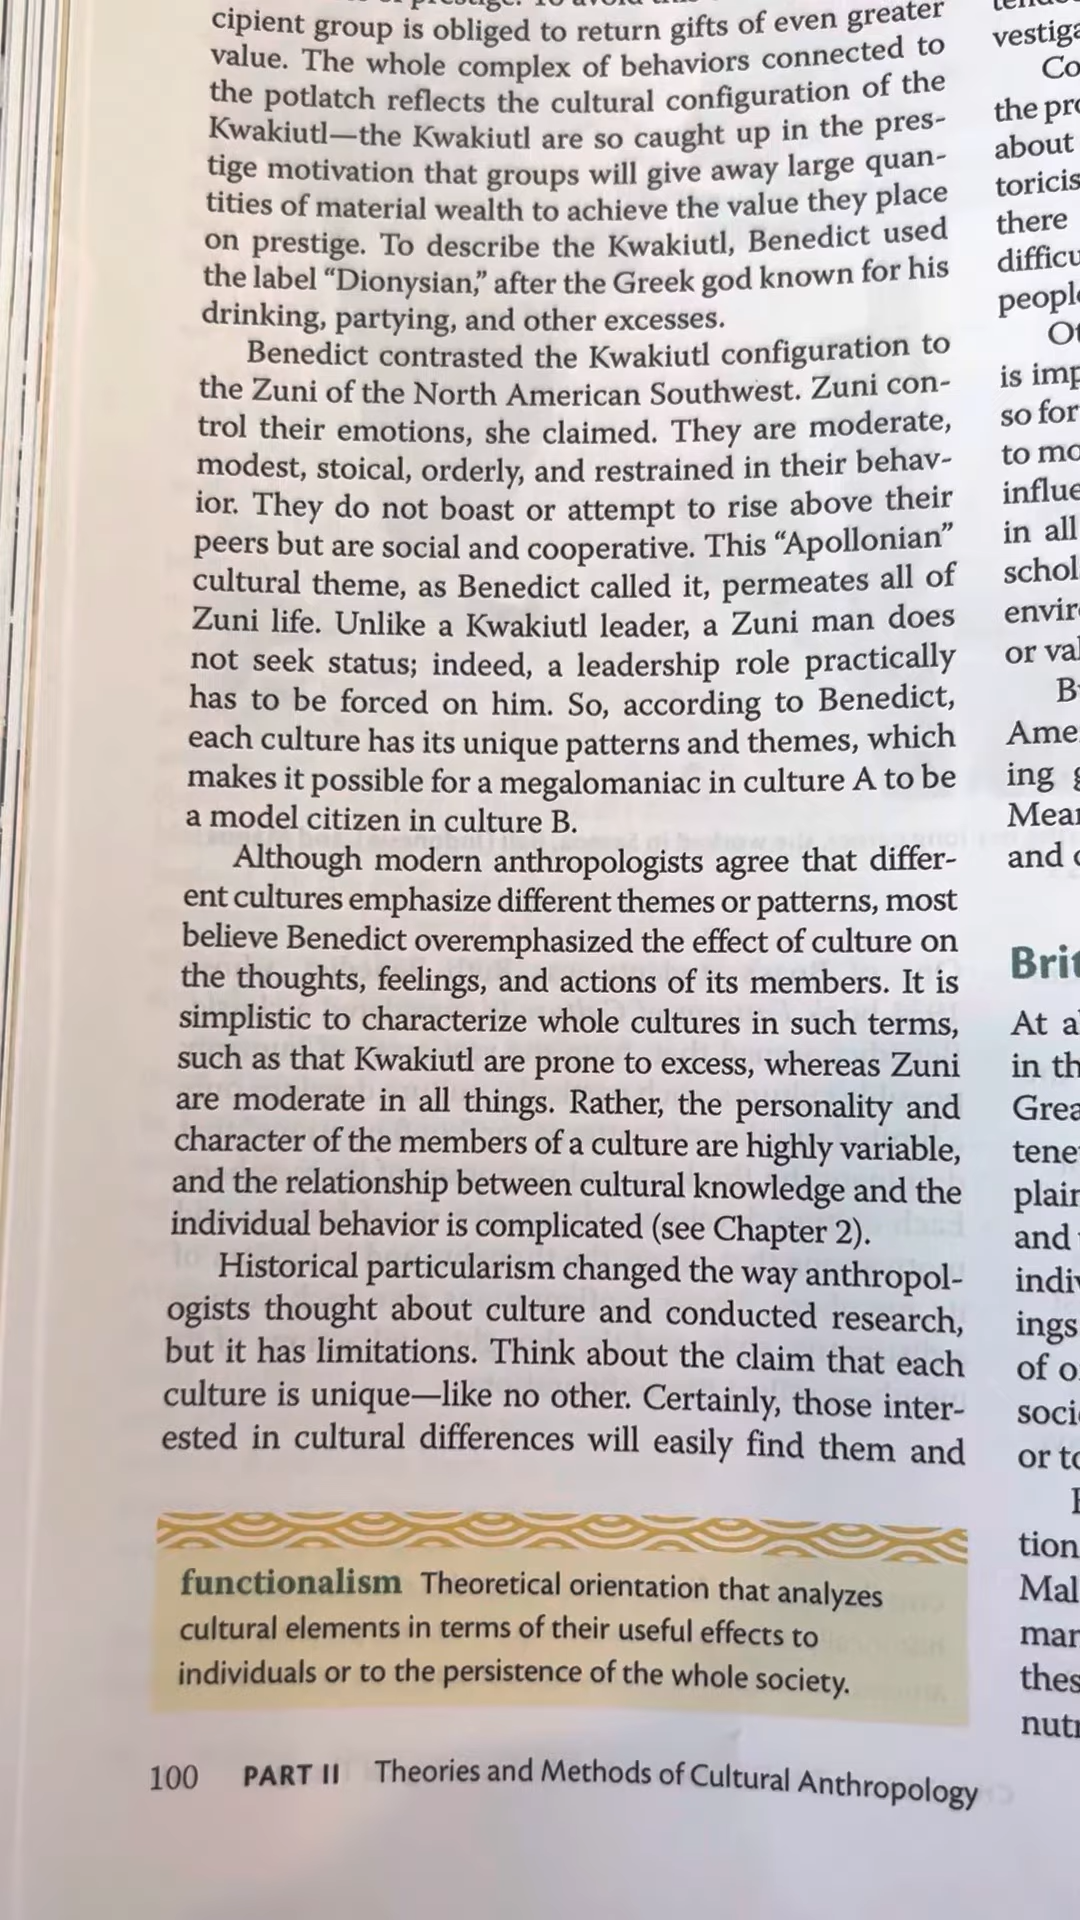 cipient group is obliged to return gifts of even greater
value. The whole complex of behaviors connected to
the potlatch reflects the cultural configuration of the
Kwakiutl—the Kwakiutl are so caught up in the pres-
tige motivation that groups will give away large quan-
tities of material wealth to achieve the value they place
on prestige. To describe the Kwakiutl, Benedict used
the label “Dionysian,” after the Greek god known for his
drinking, partying, and other excesses.
Benedict contrasted the Kwakiutl configuration to
the Zuni of the North American Southwest. Zuni con-
trol their emotions, she claimed. They are moderate,
modest, stoical, orderly, and restrained in their behav-
ior. They do not boast or attempt to rise above their
peers but are social and cooperative. This “Apollonian”
cultural theme, as Benedict called it, permeates all of
Zuni life. Unlike a Kwakiutl leader, a Zuni man does
not seek status; indeed, a leadership role practically
has to be forced on him. So, according to Benedict,
each culture has its unique patterns and themes, which
makes it possible for a megalomaniac in culture A to be
a model citizen in culture B.
Although modern anthropologists agree that differ-
ent cultures emphasize different themes or patterns, most
believe Benedict overemphasized the effect of culture on
the thoughts, feelings, and actions of its members. It is
simplistic to characterize whole cultures in such terms,
such as that Kwakiutl are prone to excess, whereas Zuni
are moderate in all things. Rather, the personality and
character of the members of a culture are highly variable,
and the relationship between cultural knowledge and the
individual behavior is complicated (see Chapter 2).
Historical particularism changed the way anthropol-
ogists thought about culture and conducted research,
but it has limitations. Think about the claim that each
culture is unique—like no other. Certainly, those inter-
ested in cultural differences will easily find them and
functionalism Theoretical orientation that analyzes
cultural elements in terms of their useful effects to
individuals or to the persistence of the whole society.
100 PART II Theories and Methods of Cultural Anthropology
vestiga
Co
the pro
about
toricis
there
difficu
people
Ot
is imp
so for
to mo
influe
in all
schol
enviro
or val
B
Ame
ing g
Mear
and c
Brit
At a
in th
Grea
tene
plain
and
indiv
ings
of o
soci
or to
tion
Mal
mar
thes
nutr